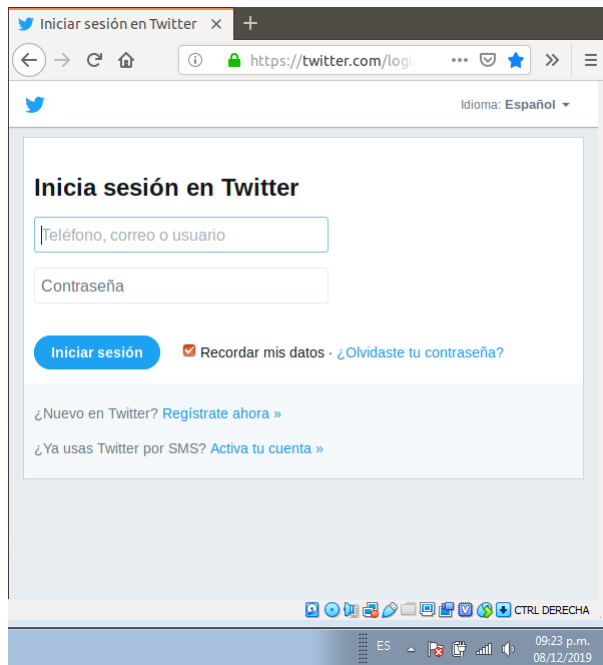 Iniciar sesión en Twitter
https://twitter.com/logi
Idioma: Español
Inicia sesión en Twitter
Teléfono, correo o usuario
Contraseña
Iniciar sesión Recordar mis datos · ¿Olvidaste tu contraseña?
¿Nuevo en Twitter? Regístrate ahora »
¿Ya usas Twitter por SMS? Activa tu cuenta »
CTRL DERECHA
ES 09:23 p.m.
08/12/2019